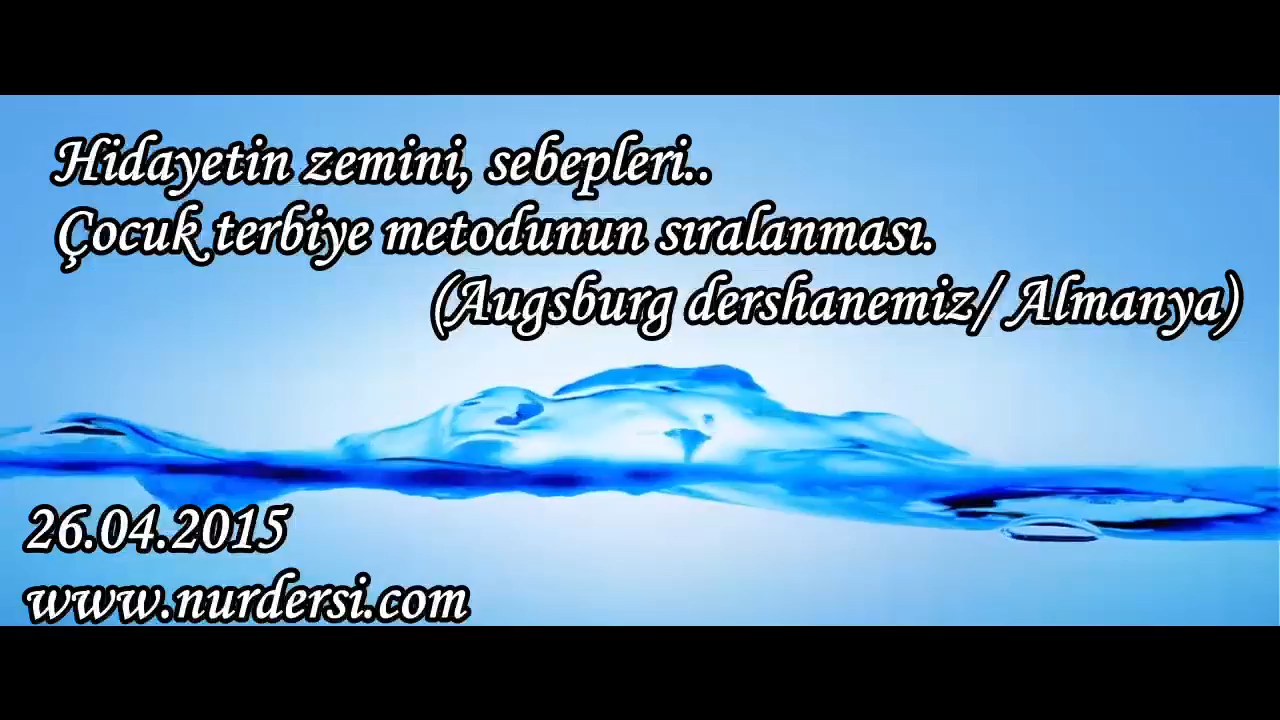 Hidayetin zemini, sebepleri..
Çocuk terbiye metodunun sıralanması.
(Augsburg dershanemiz/ Almanya)
26.04.2015
www.nurdersi.com